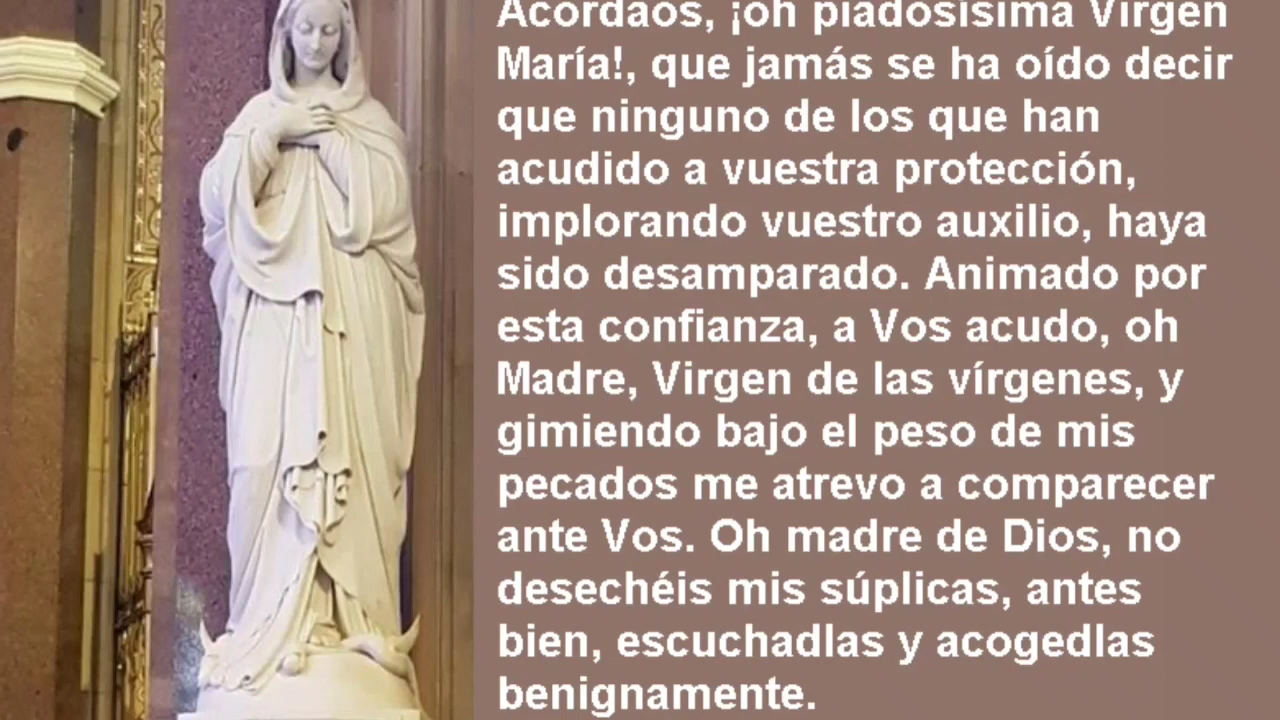 Acordaos, ¡oh piadosísima Virgen
María!, que jamás se ha oído decir
que ninguno de los que han
acudido a vuestra protección,
implorando vuestro auxilio, haya
sido desamparado. Animado por
esta confianza, a Vos acudo, oh
Madre, Virgen de las vírgenes, y
gimiendo bajo el peso de mis
pecados me atrevo a comparecer
ante Vos. Oh madre de Dios, no
desechéis mis súplicas, antes
bien, escuchadlas y acogedlas
benignamente.